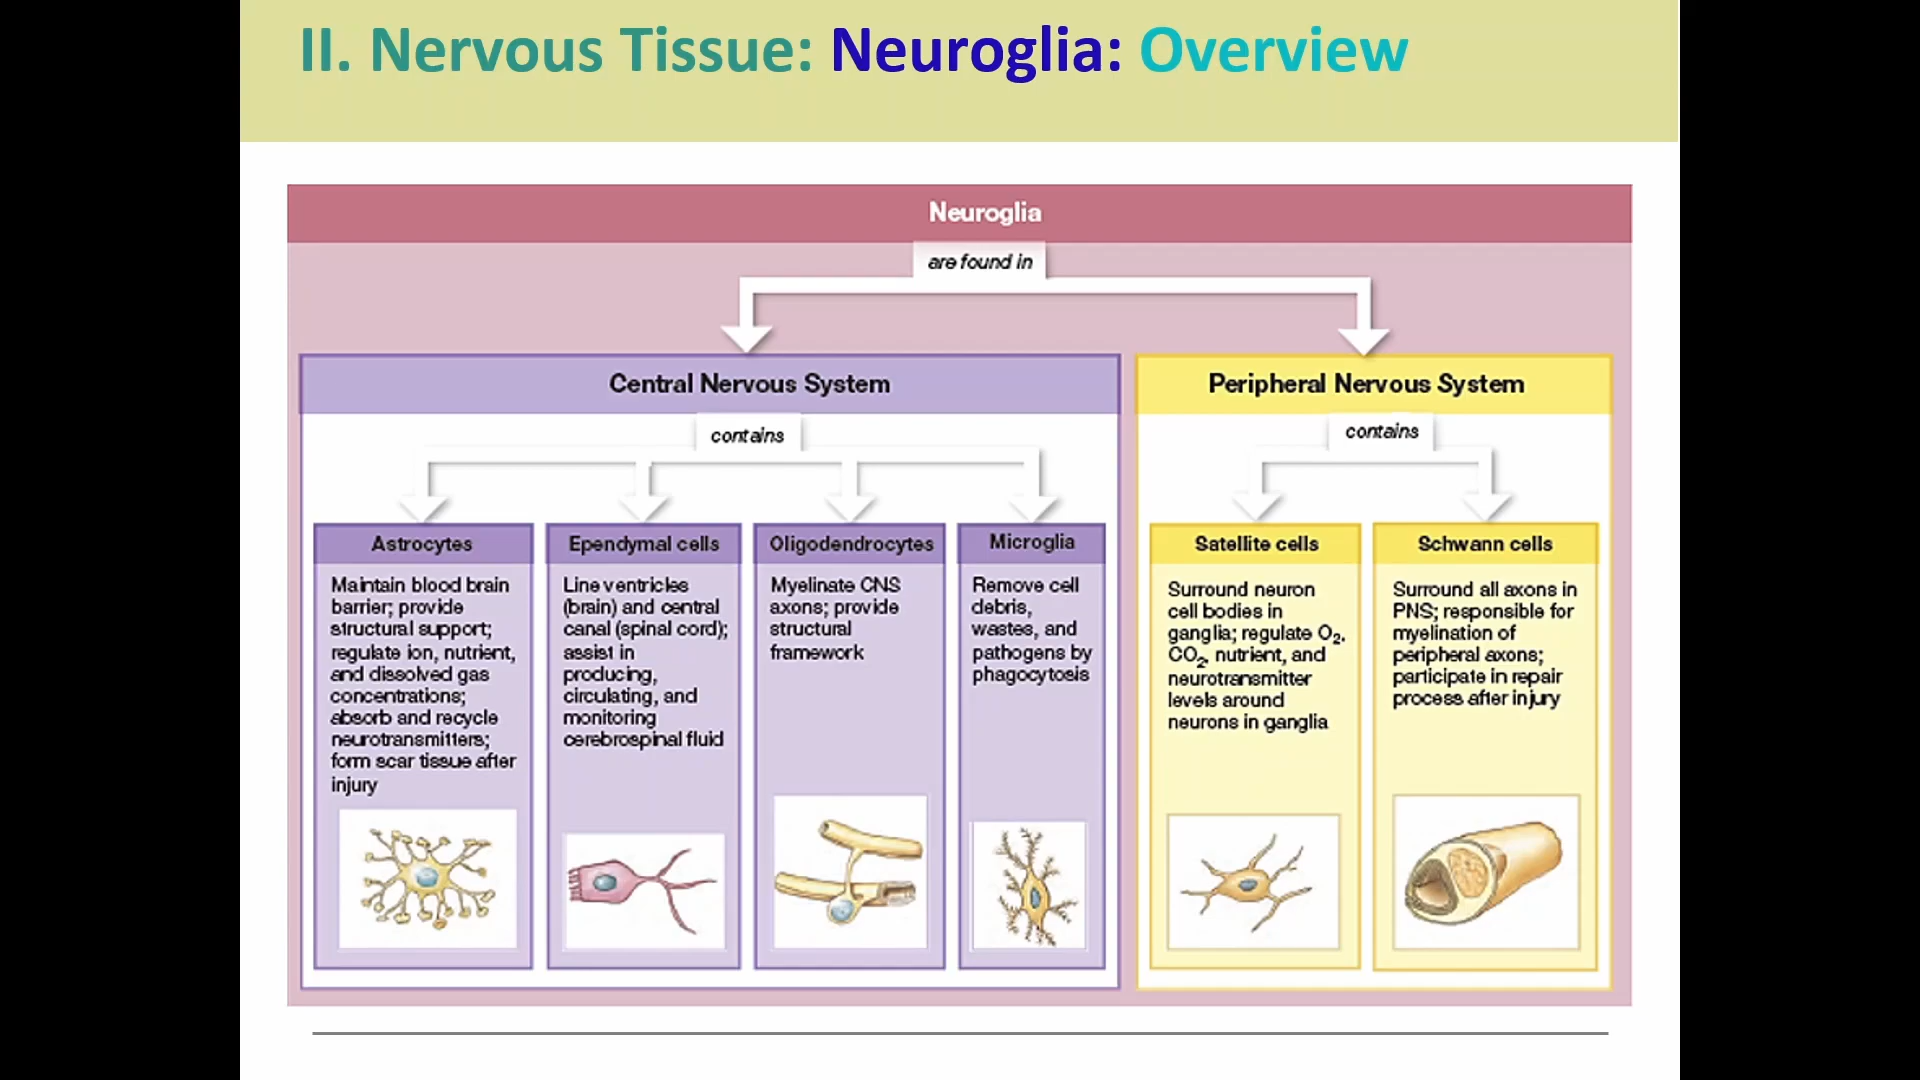 II. Nervous Tissue: Neuroglia: Overview
Neuroglia
are found in
Central Nervous System
contains
Astrocytes
Maintain blood brain
barrier; provide
structural support;
regulate ion, nutrient,
and dissolved gas
concentrations;
absorb and recycle
neurotransmitters;
form scar tissue after
injury
Ependymal cells
Line ventricles
(brain) and central
canal (spinal cord);
assist in
producing,
circulating, and
monitoring
cerebrospinal fluid
Oligodendrocytes
Myelinate CNS
axons; provide
structural
framework
Microglia
Remove cell
debris,
wastes, and
pathogens by
phagocytosis
Peripheral Nervous System
contains
Satellite cells
Surround neuron
cell bodies in
ganglia; regulate O₂,
CO₂, nutrient, and
neurotransmitter
levels around
neurons in ganglia
Schwann cells
Surround all axons in
PNS; responsible for
myelination of
peripheral axons;
participate in repair
process after injury